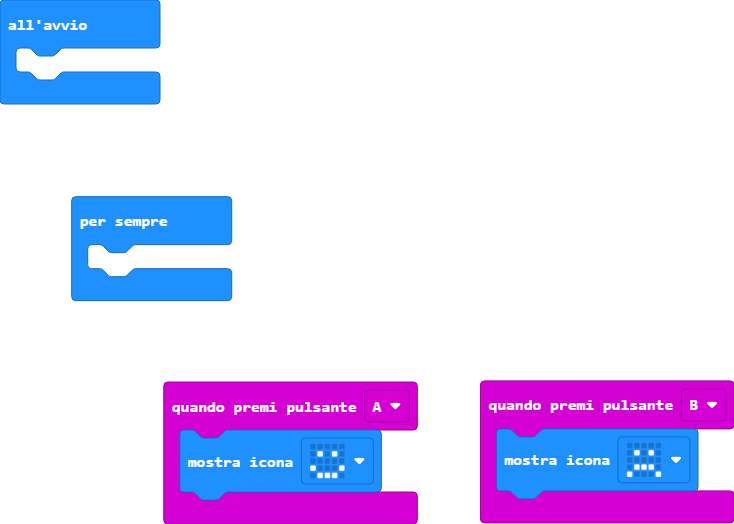 all'avvio
per sempre
quando premi pulsante A
mostra icona
quando premi pulsante B
mostra icona